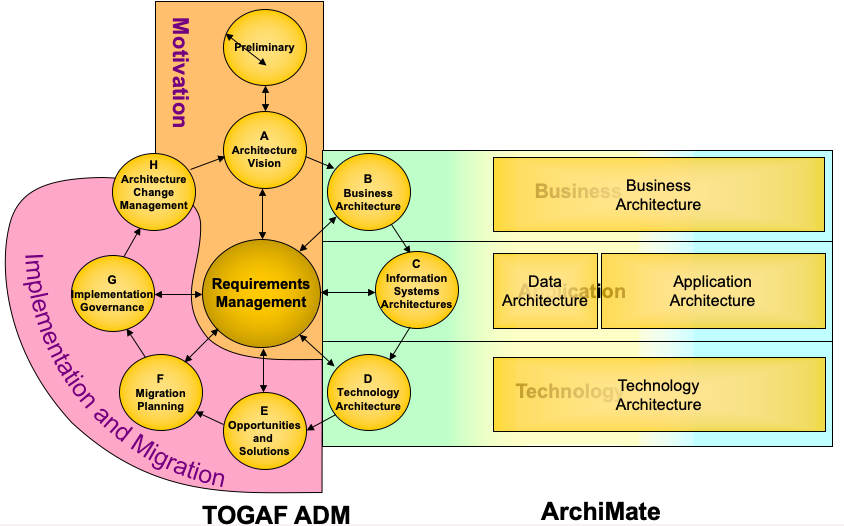 Motivation
Preliminary
A
Architecture
Vision
H
Architecture
Change
Management
B
Business
Architecture
Business
Business
Architecture
C
Information
Systems
Architectures
Application
Data
Architecture
Application
Architecture
G
Implementation
Governance
Requirements
Management
F
Migration
Planning
D
Technology
Architecture
Technology
Technology
Architecture
E
Opportunities
and
Solutions
Implementation and Migration
TOGAF ADM
ArchiMate